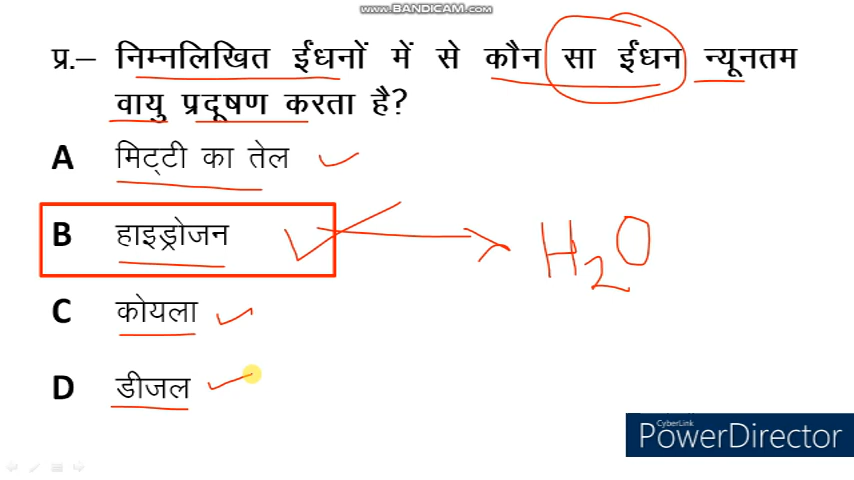 www.BANDICAM.com
प्र.– निम्नलिखित ईंधनों में से कौन सा ईंधन न्यूनतम
वायु प्रदूषण करता है?
A मिट्टी का तेल
B हाइड्रोजन
H2O
C कोयला
D डीजल
CyberLink
PowerDirector